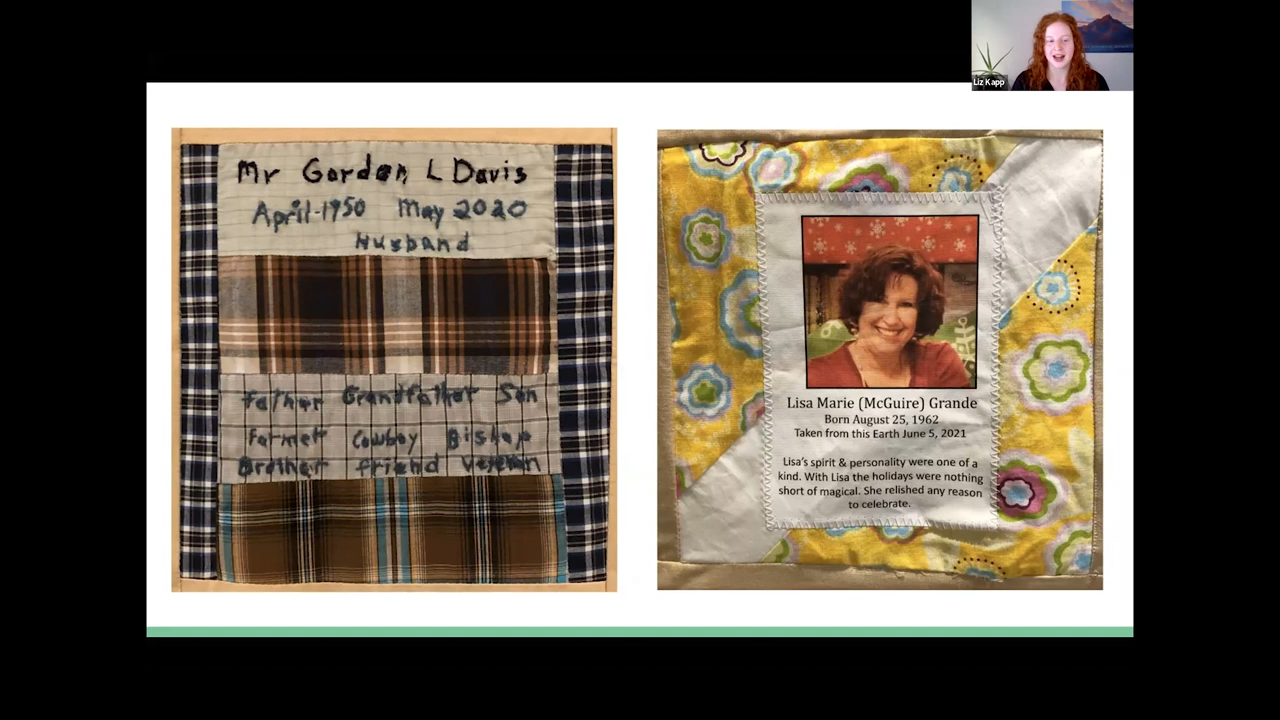 Liz Kapp
Mr Gordon L Davis
April-1950 May 2020
Husband
father Grandfather Son
farmer Cowboy Bishop
Brother friend Veteran
Lisa Marie (McGuire) Grande
Born August 25, 1962
Taken from this Earth June 5, 2021
Lisa's spirit & personality were one of a
kind. With Lisa the holidays were nothing
short of magical. She relished any reason
to celebrate.